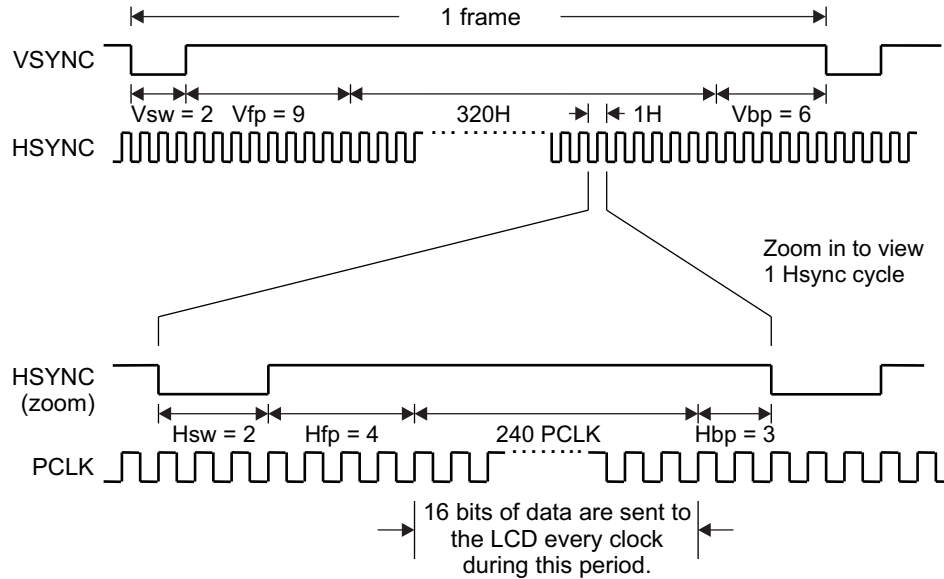 1 frame
VSYNC
Vsw = 2
Vfp = 9
320H
1H
Vbp = 6
HSYNC
Zoom in to view
1 Hsync cycle
HSYNC
(zoom)
Hsw = 2
Hfp = 4
240 PCLK
Hbp = 3
PCLK
16 bits of data are sent to
the LCD every clock
during this period.